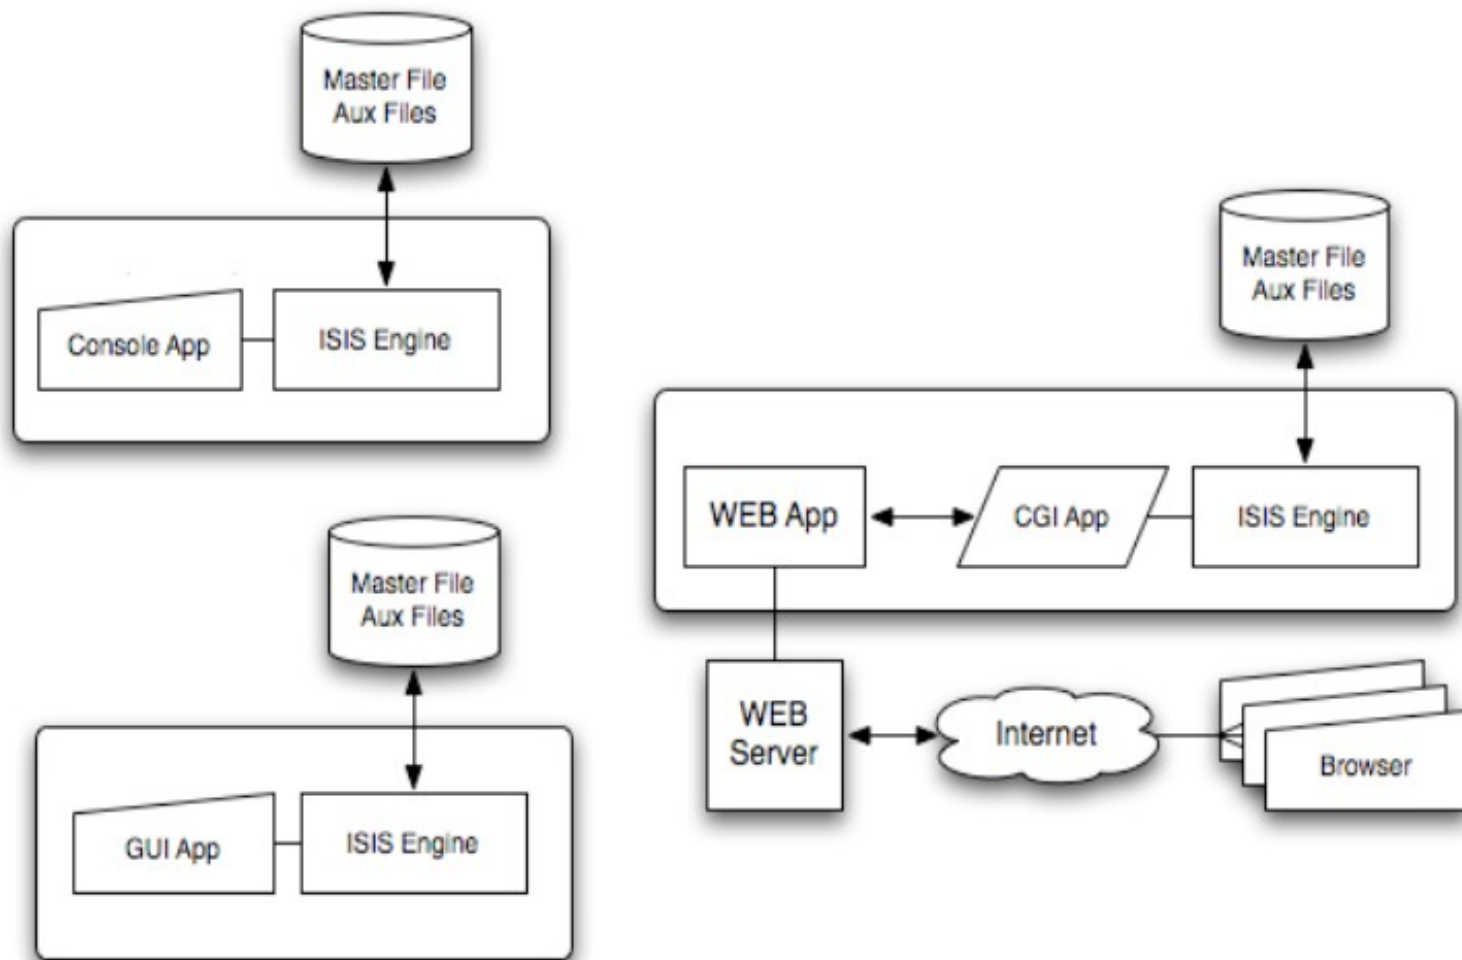 Master File
Aux Files
Console App
ISIS Engine
Master File
Aux Files
GUI App
ISIS Engine
Master File
Aux Files
WEB App
CGI App
ISIS Engine
WEB
Server
Internet
Browser